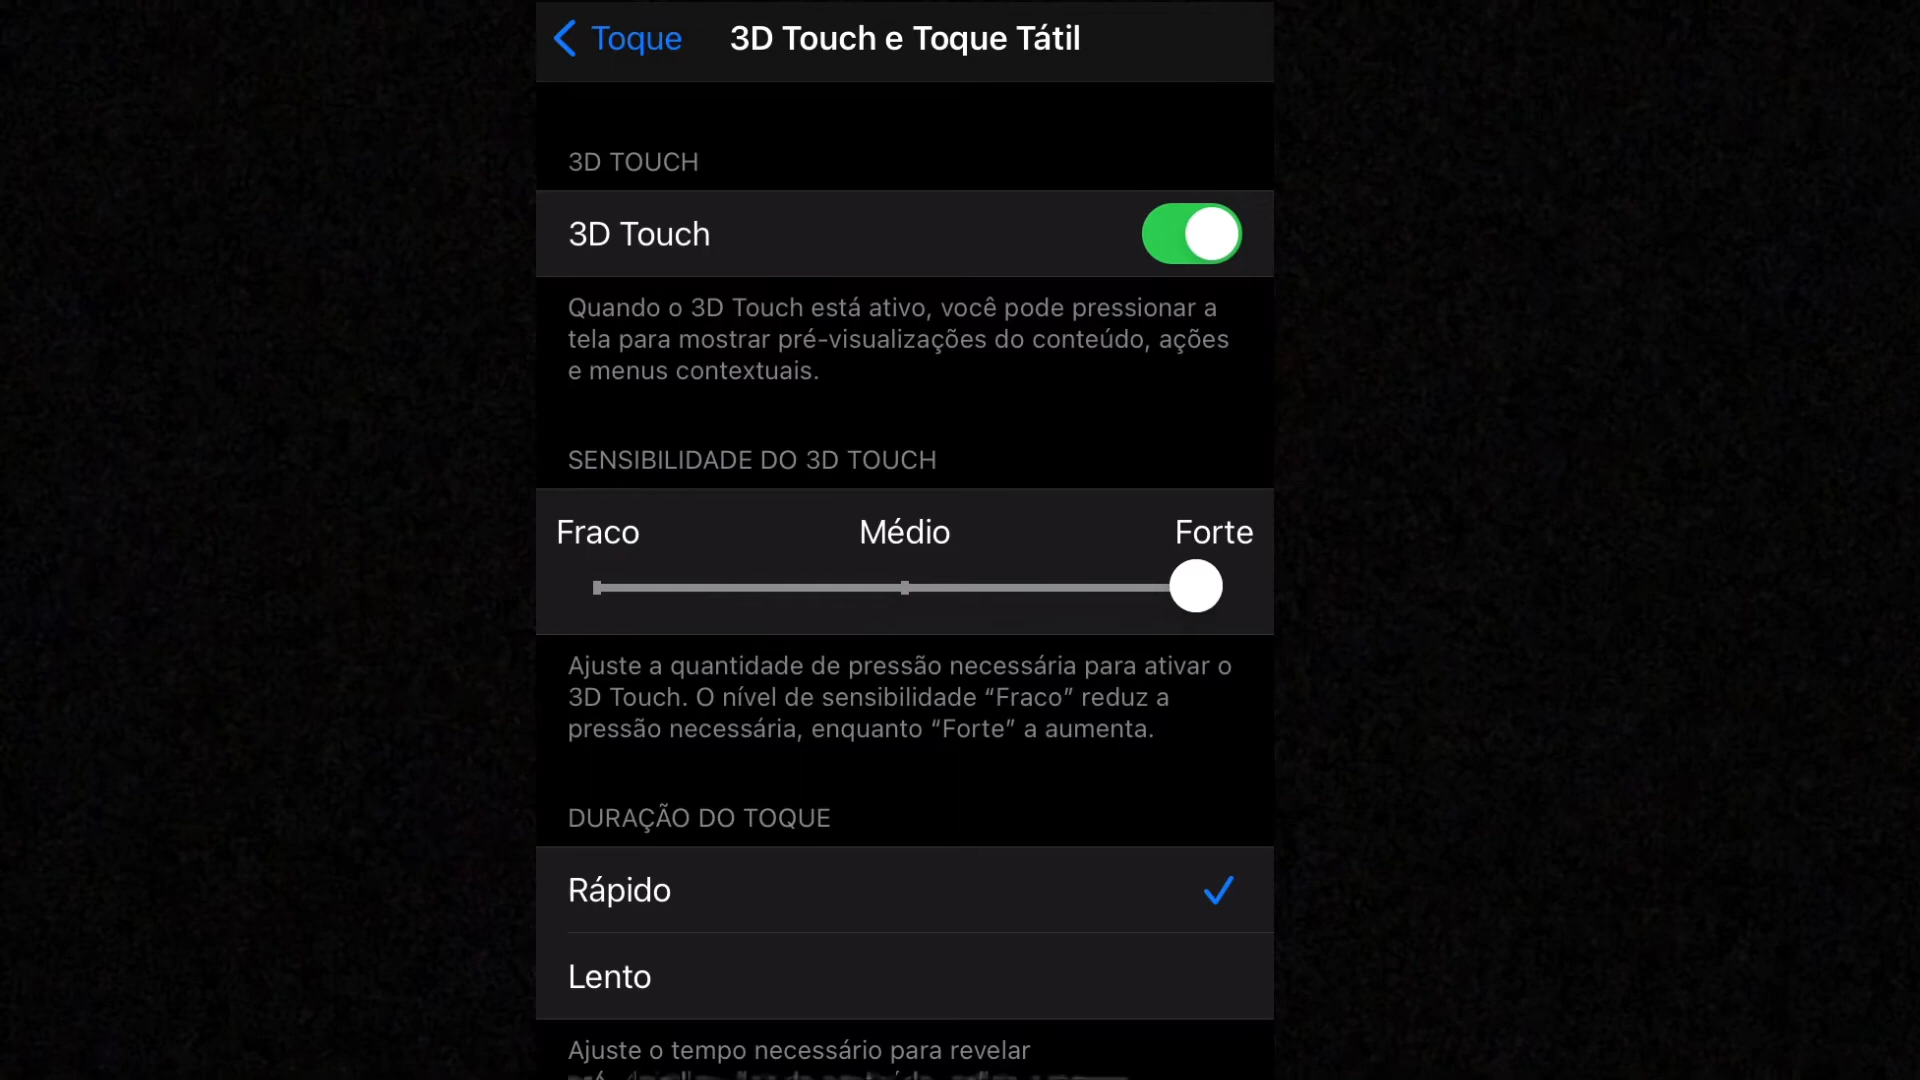 Toque
3D Touch e Toque Tátil
3D TOUCH
3D Touch
Quando o 3D Touch está ativo, você pode pressionar a
tela para mostrar pré-visualizações do conteúdo, ações
e menus contextuais.
SENSIBILIDADE DO 3D TOUCH
Fraco Médio Forte
Ajuste a quantidade de pressão necessária para ativar o
3D Touch. O nível de sensibilidade “Fraco” reduz a
pressão necessária, enquanto “Forte” a aumenta.
DURAÇÃO DO TOQUE
Rápido
Lento
Ajuste o tempo necessário para revelar